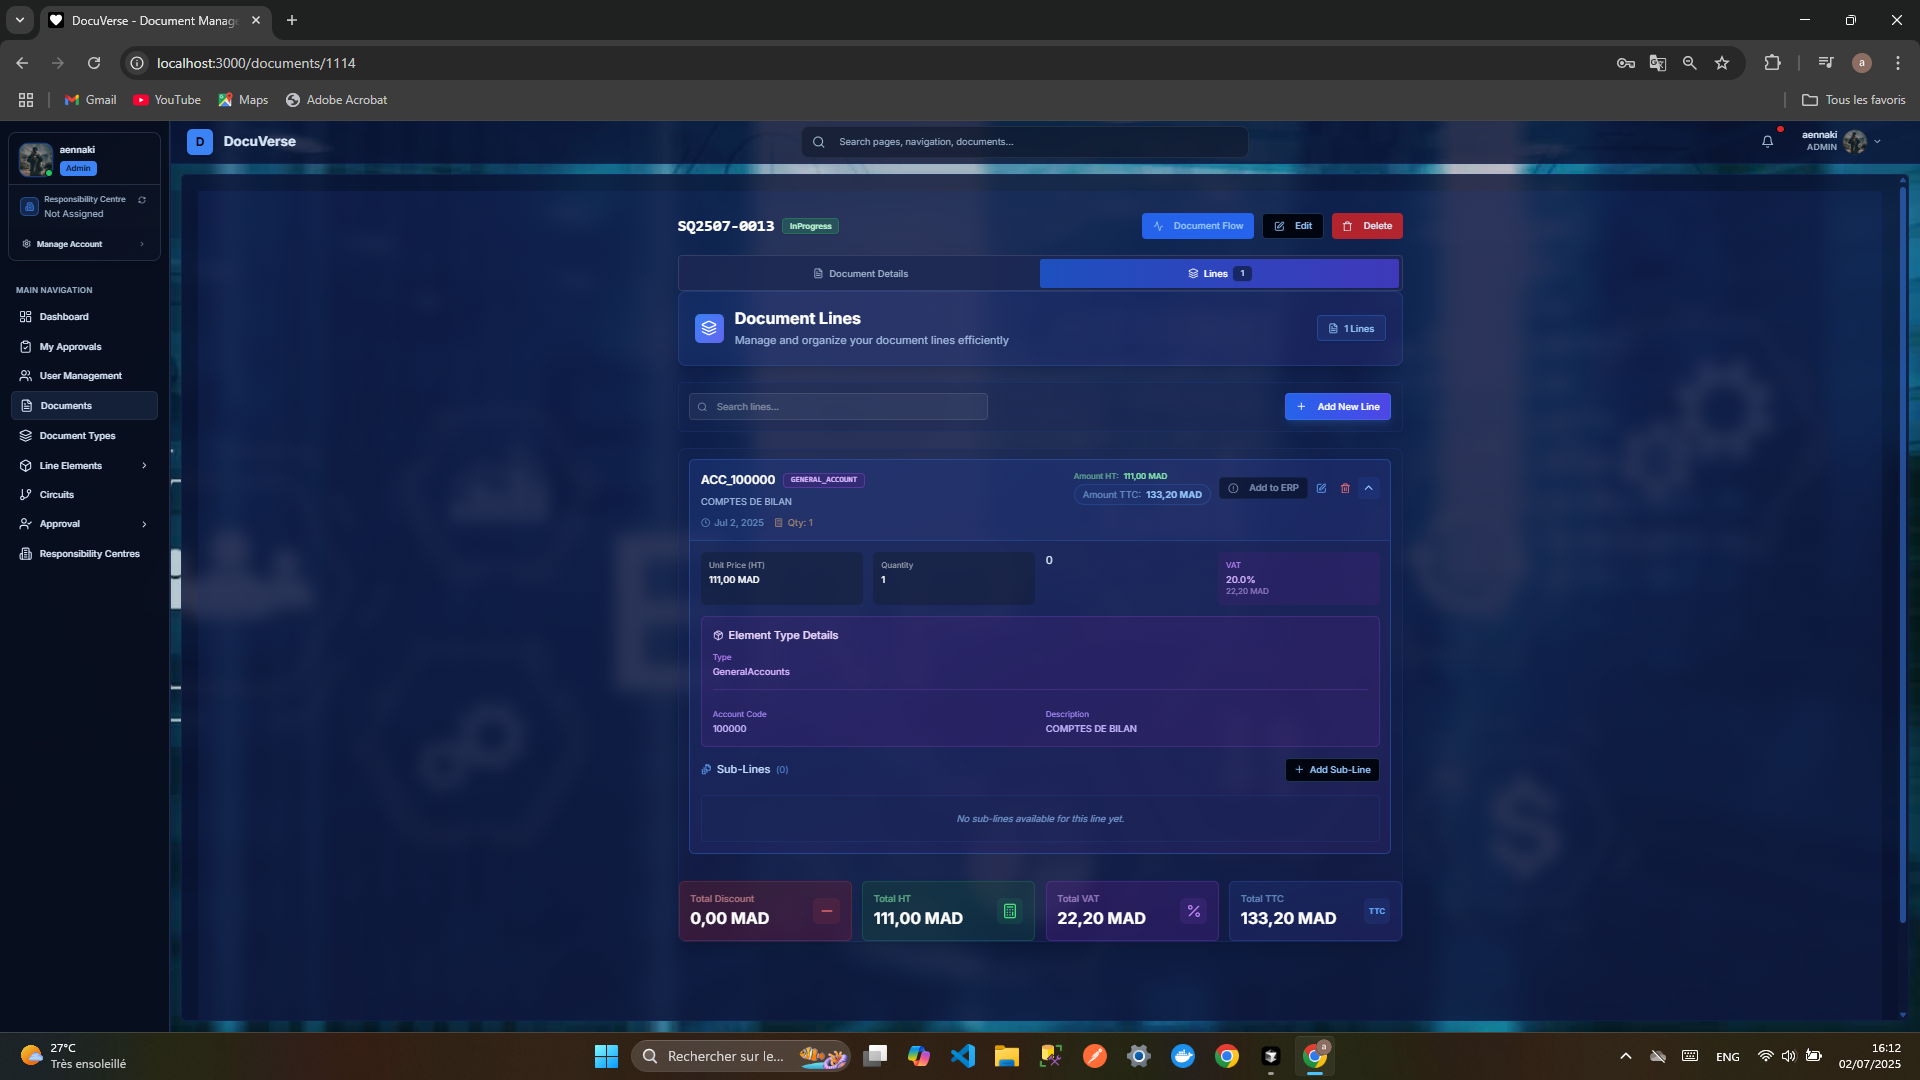 DocuVerse - Document Manag
localhost:3000/documents/1114
a
Gmail
YouTube
Maps
Adobe Acrobat
Tous les favoris
aennaki
Admin
Responsibility Centre
Not Assigned
Manage Account
MAIN NAVIGATION
Dashboard
My Approvals
User Management
Documents
Document Types
Line Elements
Circuits
Approval
Responsibility Centres
D
DocuVerse
Search pages, navigation, documents...
aennaki
ADMIN
SQ2507-0013
InProgress
Document Flow
Edit
Delete
Document Details
Lines
1
Document Lines
Manage and organize your document lines efficiently
1 Lines
Search lines...
Add New Line
ACC_100000
GENERAL_ACCOUNT
COMPTES DE BILAN
Jul 2, 2025
Qty: 1
Amount HT: 111,00 MAD
Amount TTC: 133,20 MAD
Add to ERP
Unit Price (HT)
111,00 MAD
Quantity
1
0
VAT
20.0%
22,20 MAD
Element Type Details
Type
GeneralAccounts
Account Code
100000
Description
COMPTES DE BILAN
Sub-Lines (0)
Add Sub-Line
No sub-lines available for this line yet.
Total Discount
0,00 MAD
Total HT
111,00 MAD
Total VAT
22,20 MAD
Total TTC
133,20 MAD
TTC
27°C
Très ensoleillé
Rechercher sur le...
a
ENG
16:12
02/07/2025